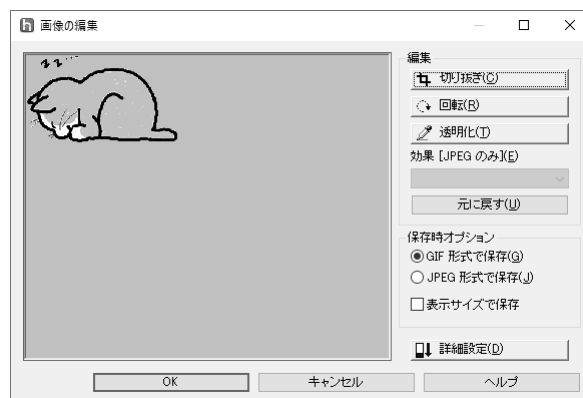 画像の編集
zz...
編集
切り抜き(C)
回転(R)
透明化(T)
効果 [JPEG のみ](E)
元に戻す(U)
保存時オプション
GIF 形式で保存(G)
JPEG 形式で保存(J)
表示サイズで保存
詳細設定(D)
OK
キャンセル
ヘルプ